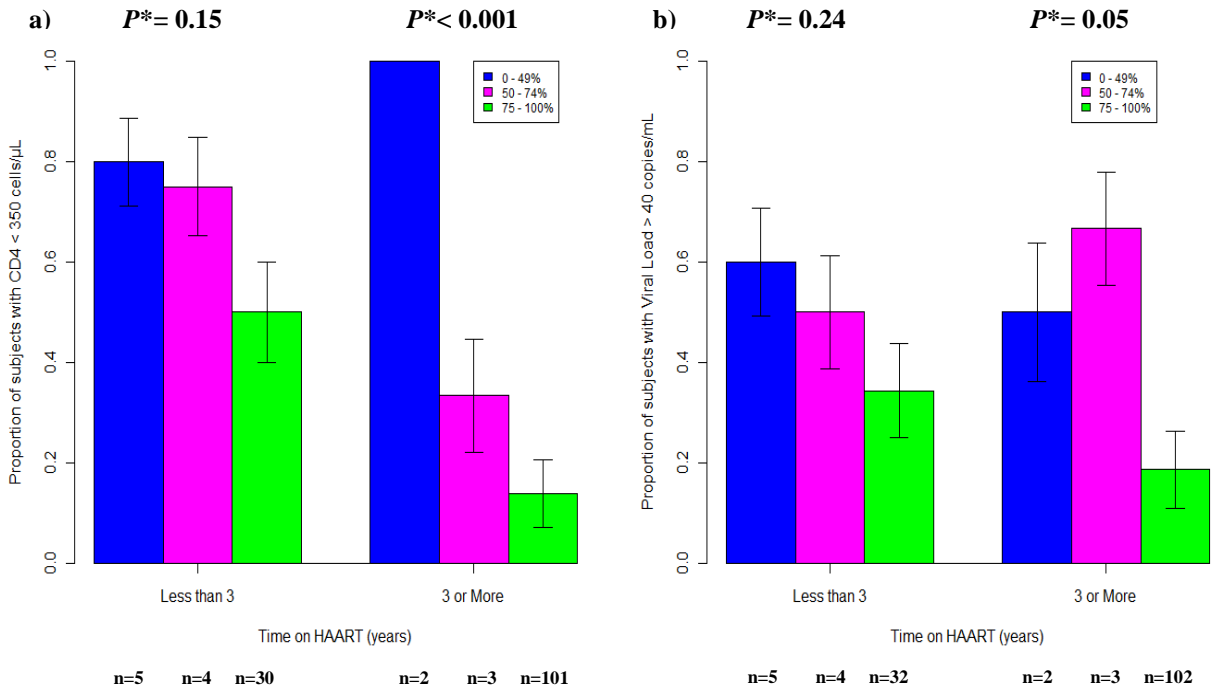 a) P*= 0.15 P*< 0.001
Proportion of subjects with CD4 < 350 cells/µL
1.0
0.8
0.6
0.4
0.2
0.0
0 - 49%
50 - 74%
75 - 100%
Less than 3 3 or More
Time on HAART (years)
n=5 n=4 n=30 n=2 n=3 n=101
b) P*= 0.24 P*= 0.05
Proportion of subjects with Viral Load > 40 copies/mL
1.0
0.8
0.6
0.4
0.2
0.0
0 - 49%
50 - 74%
75 - 100%
Less than 3 3 or More
Time on HAART (years)
n=5 n=4 n=32 n=2 n=3 n=102